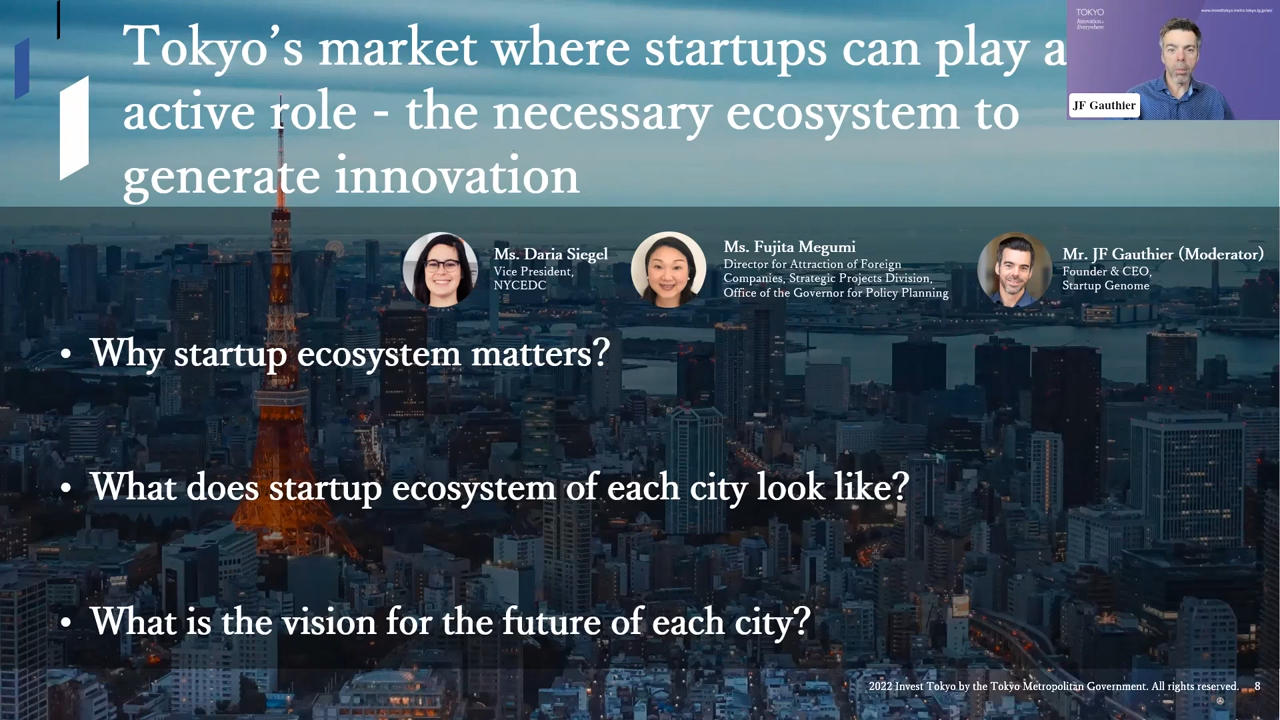 Tokyo's market where startups can play a
active role - the necessary ecosystem to
generate innovation
TOKYO
Innovation
Everywhere
JF Gauthier
Ms. Daria Siegel
Vice President,
NYCEDC
Ms. Fujita Megumi
Director for Attraction of Foreign
Companies, Strategic Projects Division,
Office of the Governor for Policy Planning
Mr. JF Gauthier (Moderator)
Founder & CEO,
Startup Genome
• Why startup ecosystem matters?
• What does startup ecosystem of each city look like?
• What is the vision for the future of each city?
2022 Invest Tokyo by the Tokyo Metropolitan Government. All rights reserved. 8